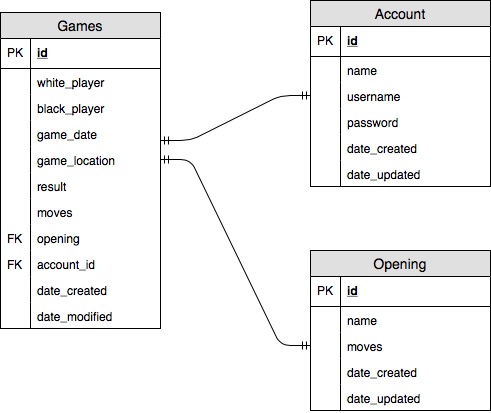 Games
PK id
white_player
black_player
game_date
game_location
result
moves
FK opening
FK account_id
date_created
date_modified
Account
PK id
name
username
password
date_created
date_updated
Opening
PK id
name
moves
date_created
date_updated